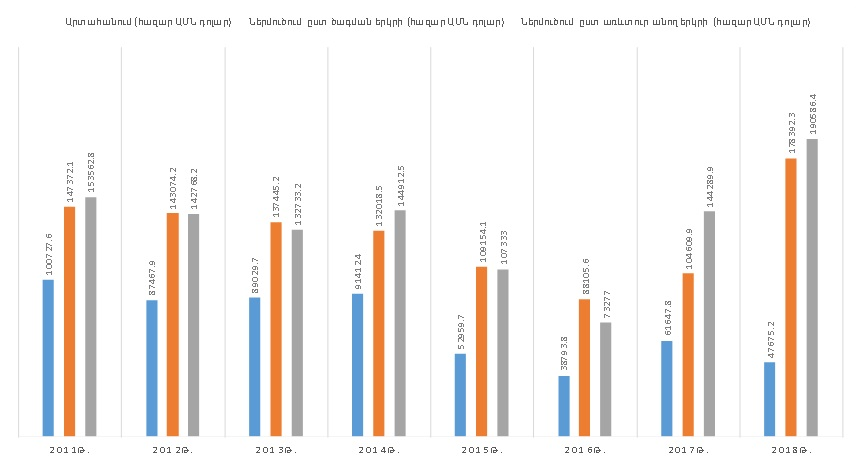 Արտահանում (հազար ԱՄՆ դոլար) Ներմուծում ըստ ծագման երկրի (հազար ԱՄՆ դոլար) Ներմուծում ըստ առևտուր անող երկրի (հազար ԱՄՆ դոլար)
100727.6 147372.1 153562.8
87467.9 143074.2 142768.2
89029.7 137445.2 132733.2
91412.4 132018.5 144912.5
52959.7 109154.1 107333
38793.8 88105.6 73277
61647.8 104609.9 144289.9
47675.2 178392.3 190686.4
2011Թ. 2012Թ. 2013Թ. 2014Թ. 2015Թ. 2016Թ. 2017Թ. 2018Թ.